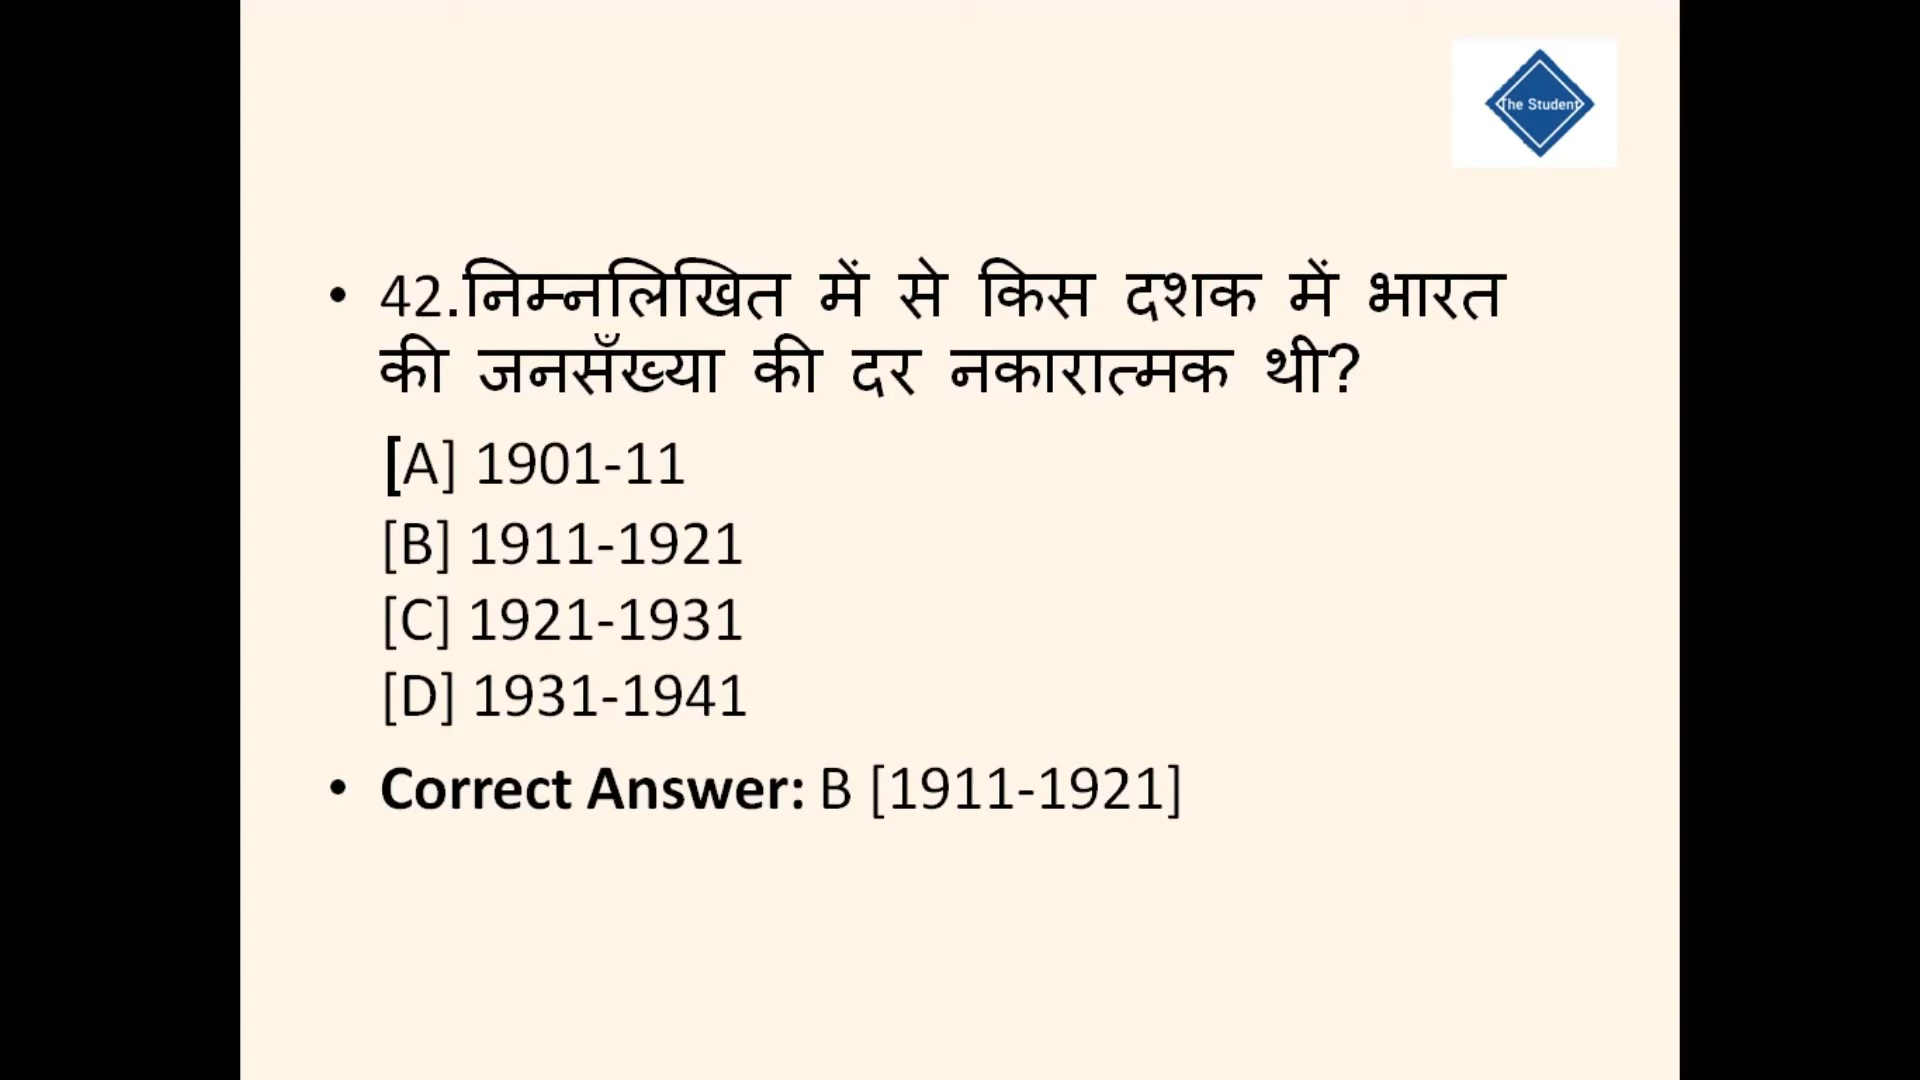 The Student
• 42.निम्नलिखित में से किस दशक में भारत
की जनसँख्या की दर नकारात्मक थी?
[A] 1901-11
[B] 1911-1921
[C] 1921-1931
[D] 1931-1941
• Correct Answer: B [1911-1921]